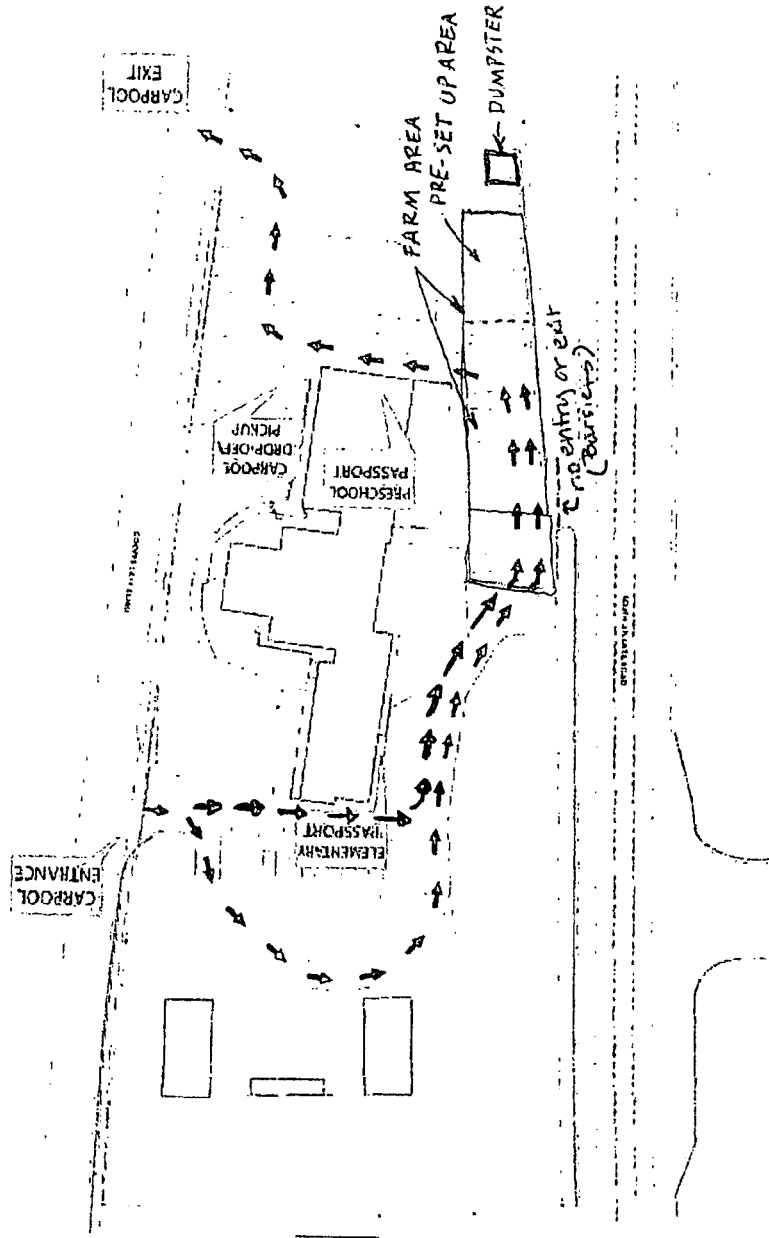 CARPOOL
EXIT
FARM AREA
PRE-SET UP AREA
← DUMPSTER
CARPOOL
DROP-OFF/
PICKUP
PRESCHOOL
PASSPORT
no entry or exit
(Barriers)
ELEMENTARY
PASSPORT
CARPOOL
ENTRANCE